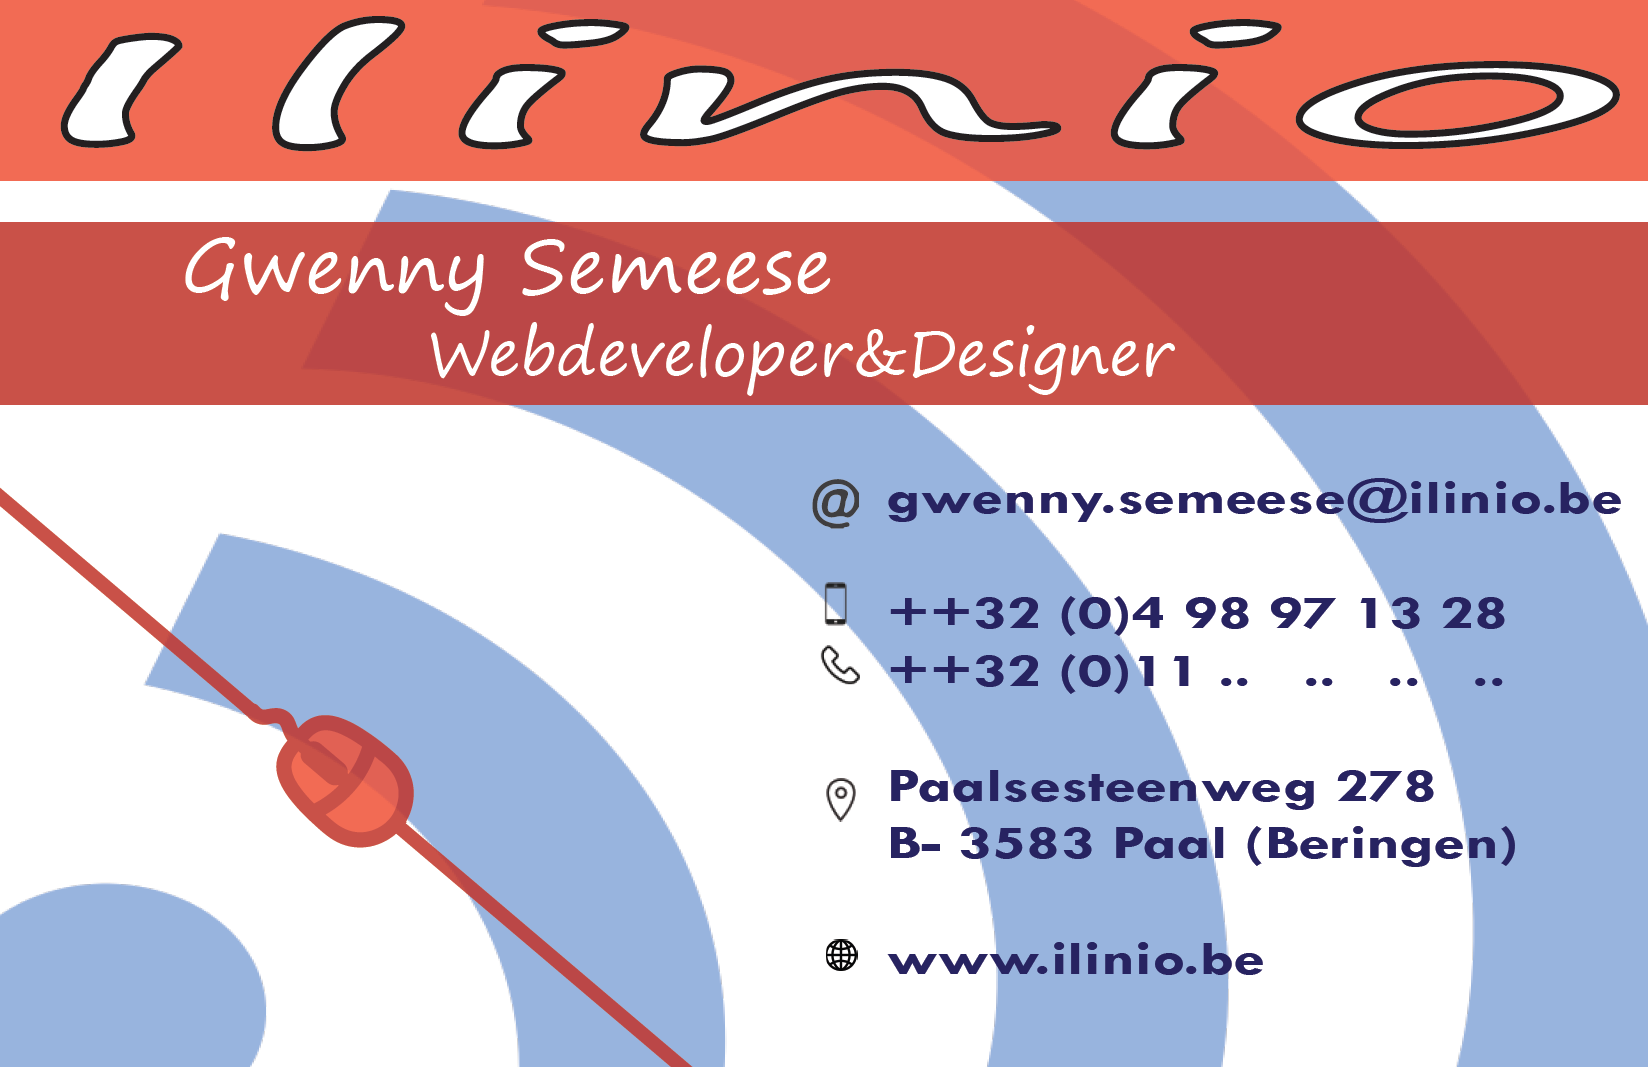 ilinio
Gwenny Semeese
Webdeveloper&Designer
@ gwenny.semeese@ilinio.be
++32 (0)4 98 97 13 28
++32 (0)11 .. .. .. ..
Paalsesteenweg 278
B- 3583 Paal (Beringen)
www.ilinio.be